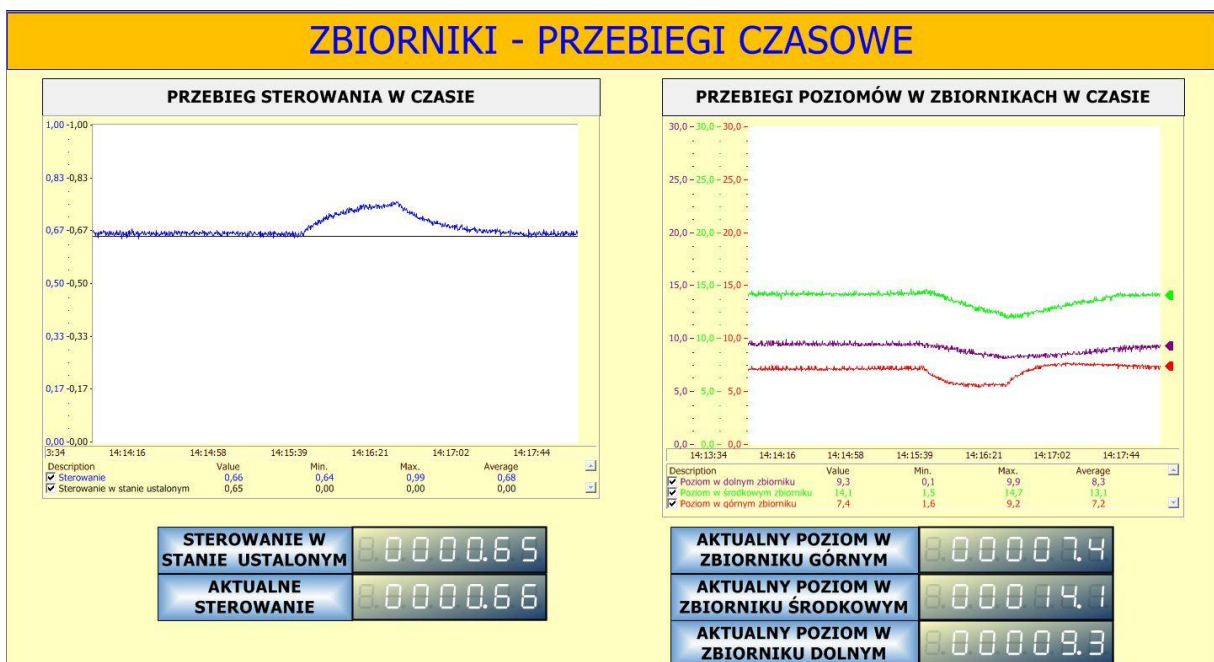 ZBIORNIKI - PRZEBIEGI CZASOWE
PRZEBIEG STEROWANIA W CZASIE
1,00 -1,00
0,83 -0,83
0,67 -0,67
0,50 -0,50
0,33 -0,33
0,17 -0,17
0,00 -0,00
3:34 14:14:16 14:14:58 14:15:39 14:16:21 14:17:02 14:17:44
Description Value Min. Max. Average
Sterowanie 0,66 0,64 0,99 0,68
Sterowanie w stanie ustalonym 0,65 0,00 0,00 0,00
STEROWANIE W
STANIE USTALONYM
0000.65
AKTUALNE
STEROWANIE
0000.66
PRZEBIEGI POZIOMÓW W ZBIORNIKACH W CZASIE
30,0 - 30,0 - 30,0
25,0 - 25,0 - 25,0
20,0 - 20,0 - 20,0
15,0 - 15,0 - 15,0
10,0 - 10,0 - 10,0
5,0 - 5,0 - 5,0
0,0 - 0,0 - 0,0
14:13:34 14:14:16 14:14:58 14:15:39 14:16:21 14:17:02 14:17:44
Description Value Min. Max. Average
Poziom w dolnym zbiorniku 9,3 0,1 9,9 8,3
Poziom w środkowym zbiorniku 14,1 1,5 14,7 13,1
Poziom w górnym zbiorniku 7,4 1,6 9,2 7,2
AKTUALNY POZIOM W
ZBIORNIKU GÓRNYM
00007.4
AKTUALNY POZIOM W
ZBIORNIKU ŚRODKOWYM
00014.1
AKTUALNY POZIOM W
ZBIORNIKU DOLNYM
00009.3